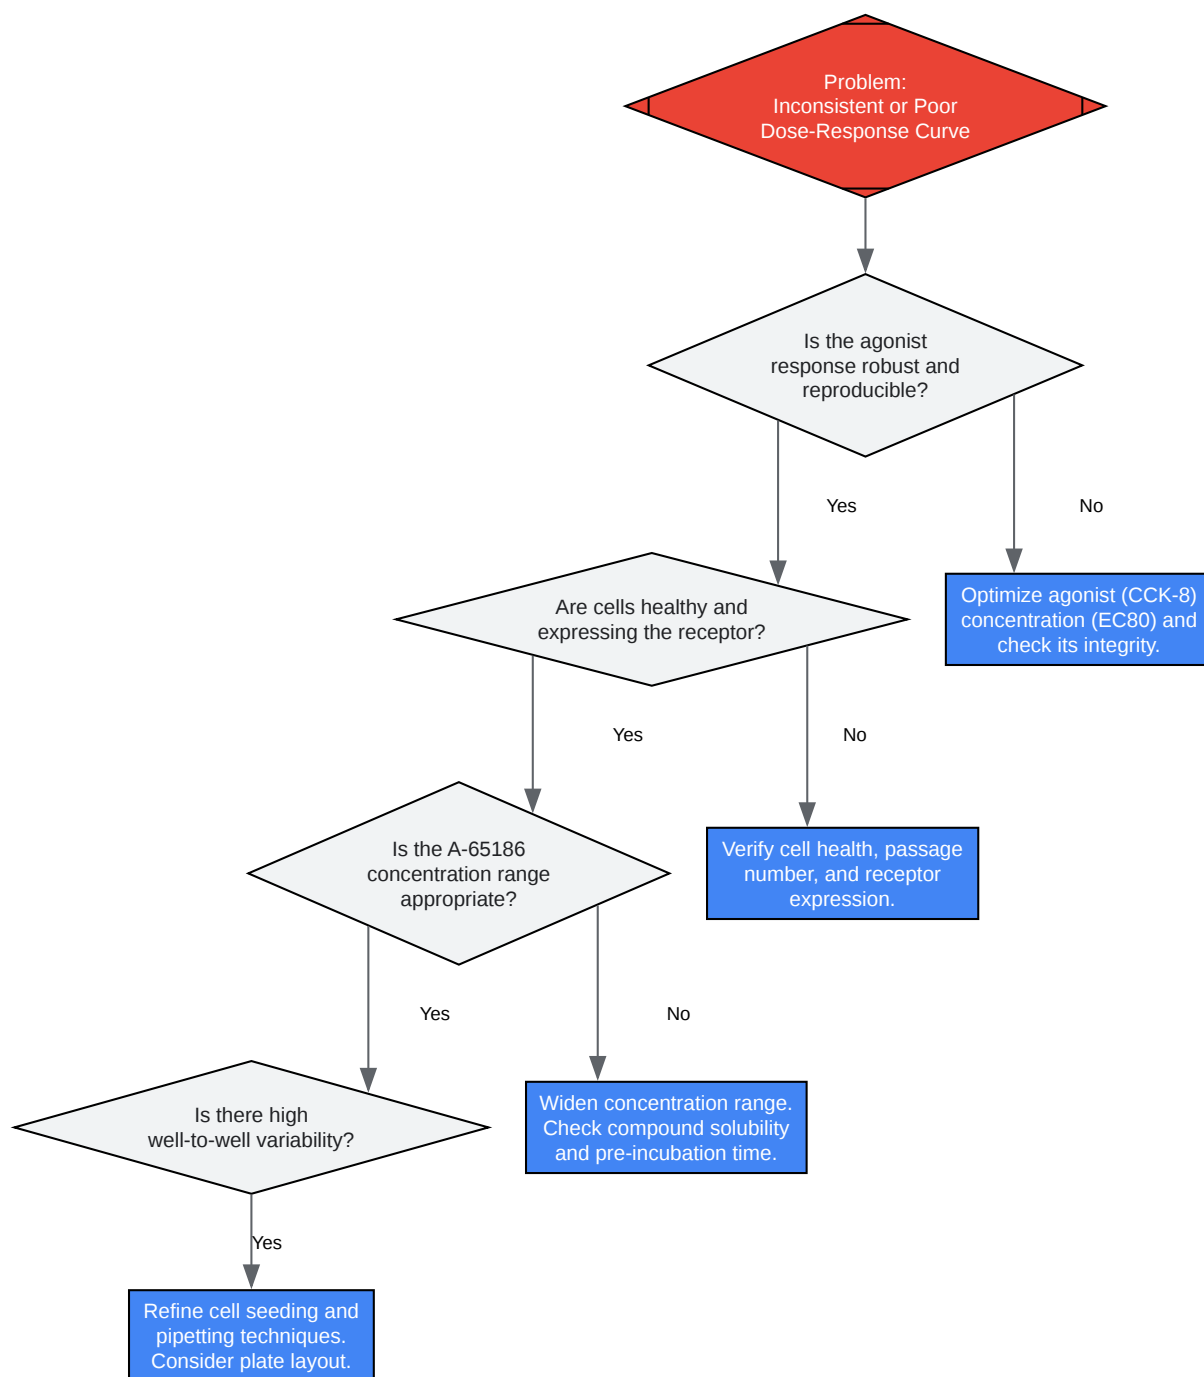 Problem:
Inconsistent or Poor
Dose-Response Curve
Is the agonist
response robust and
reproducible?
Yes
No
Are cells healthy and
expressing the receptor?
Optimize agonist (CCK-8)
concentration (EC80) and
check its integrity.
Yes
No
Is the A-65186
concentration range
appropriate?
Verify cell health, passage
number, and receptor
expression.
Yes
No
Is there high
well-to-well variability?
Widen concentration range.
Check compound solubility
and pre-incubation time.
Yes
Refine cell seeding and
pipetting techniques.
Consider plate layout.